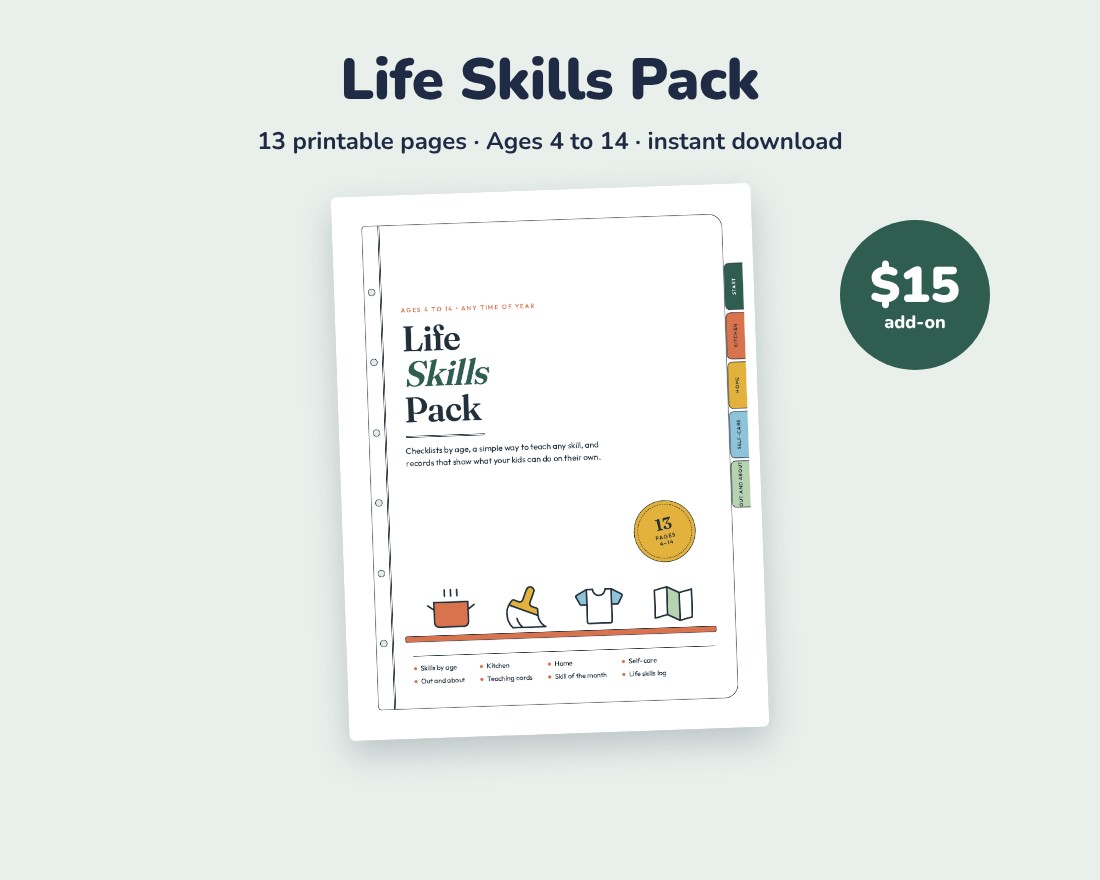 Life Skills Pack
13 printable pages · Ages 4 to 14 · instant download
$15
add-on
AGES 4 TO 14 • ANY TIME OF YEAR
Life
Skills
Pack
Checklists by age, a simple way to teach any skill, and
records that show what your kids can do on their own.
START
KITCHEN
HOME
SELF-CARE
OUT AND ABOUT
13
PAGES
4–14
• Skills by age
• Kitchen
• Home
• Self-care
• Out and about
• Teaching cards
• Skill of the month
• Life skills log